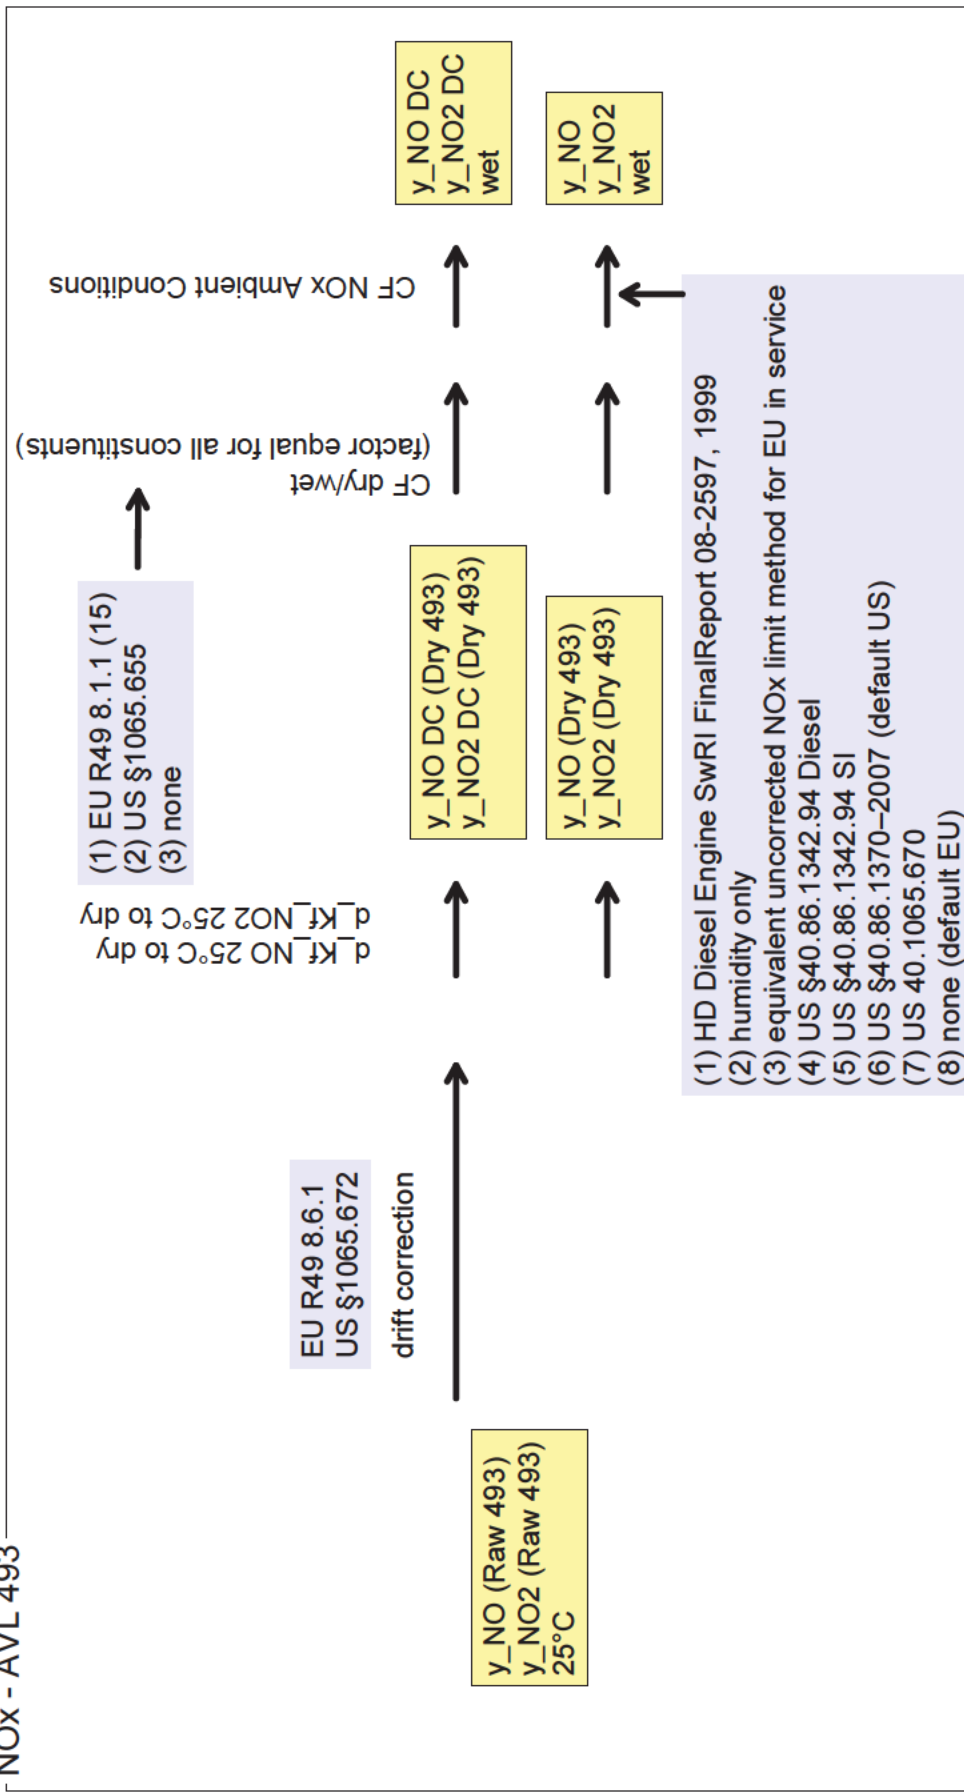 NOx - AVL 493
y_NO (Raw 493)
y_NO2 (Raw 493)
25°C
EU R49 8.6.1
US §1065.672
drift correction
d_Kf_NO 25°C to dry
d_Kf_NO2 25°C to dry
(1) EU R49 8.1.1 (15)
(2) US §1065.655
(3) none
y_NO DC (Dry 493)
y_NO2 DC (Dry 493)
y_NO (Dry 493)
y_NO2 (Dry 493)
CF dry/wet
(factor equal for all constituents)
CF NOx Ambient Conditions
y_NO DC
y_NO2 DC
wet
y_NO
y_NO2
wet
(1) HD Diesel Engine SwRI FinalReport 08-2597, 1999
(2) humidity only
(3) equivalent uncorrected NOx limit method for EU in service
(4) US §40.86.1342.94 Diesel
(5) US §40.86.1342.94 SI
(6) US §40.86.1370–2007 (default US)
(7) US 40.1065.670
(8) none (default EU)